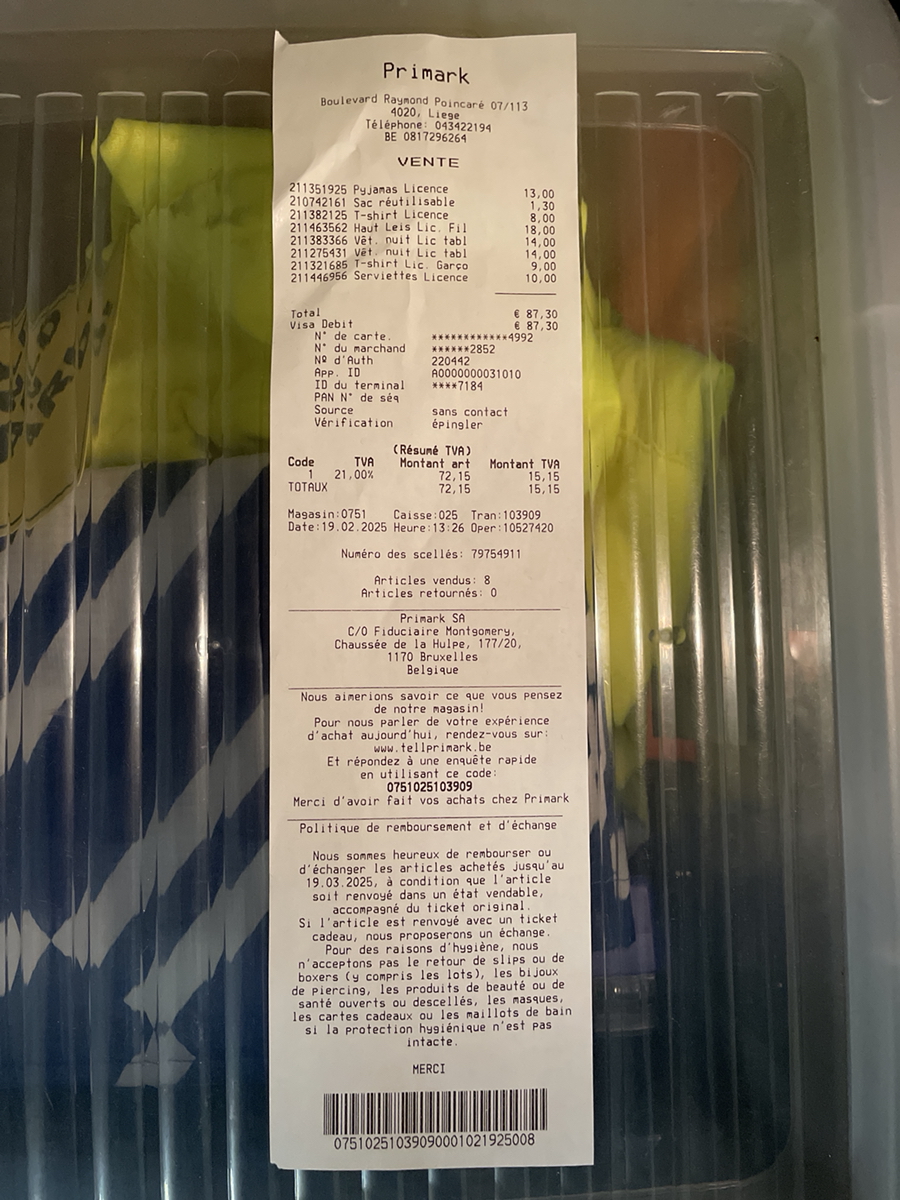 Primark
Boulevard Raymond Poincaré 07/113
4020, Liege
Téléphone: 043422194
BE 0817296264
VENTE
211351925 Pyjamas Licence 13,00
210742161 Sac réutilisable 1,30
211382125 T-shirt Licence 8,00
211463562 Haut Leis Lic. Fil 18,00
211383366 Vêt. nuit Lic tabl 14,00
211275431 Vêt. nuit Lic tabl 14,00
211321685 T-shirt Lic. Garço 9,00
211446956 Serviettes Licence 10,00
Total € 87,30
Visa Debit € 87,30
N° de carte. ************4992
N° du marchand ******2852
Nº d'Auth 220442
App. ID A0000000031010
ID du terminal ****7184
PAN N° de séq
Source sans contact
Vérification épingler
(Résumé TVA)
Code TVA Montant art Montant TVA
1 21,00% 72,15 15,15
TOTAUX 72,15 15,15
Magasin:0751 Caisse:025 Tran:103909
Date:19.02.2025 Heure:13:26 Oper:10527420
Numéro des scellés: 79754911
Articles vendus: 8
Articles retournés: 0
Primark SA
C/O Fiduciaire Montgomery,
Chaussée de la Hulpe, 177/20,
1170 Bruxelles
Belgique
Nous aimerions savoir ce que vous pensez
de notre magasin!
Pour nous parler de votre expérience
d'achat aujourd'hui, rendez-vous sur:
www.tellprimark.be
Et répondez à une enquête rapide
en utilisant ce code:
0751025103909
Merci d'avoir fait vos achats chez Primark
Politique de remboursement et d'échange
Nous sommes heureux de rembourser ou
d'échanger les articles achetés jusqu'au
19.03.2025, à condition que l'article
soit renvoyé dans un état vendable,
accompagné du ticket original.
Si l'article est renvoyé avec un ticket
cadeau, nous proposerons un échange.
Pour des raisons d'hygiène, nous
n'acceptons pas le retour de slips ou de
boxers (y compris les lots), les bijoux
de piercing, les produits de beauté ou de
santé ouverts ou descellés, les masques,
les cartes cadeaux ou les maillots de bain
si la protection hygiénique n'est pas
intacte.
MERCI
07510251039090001021925008